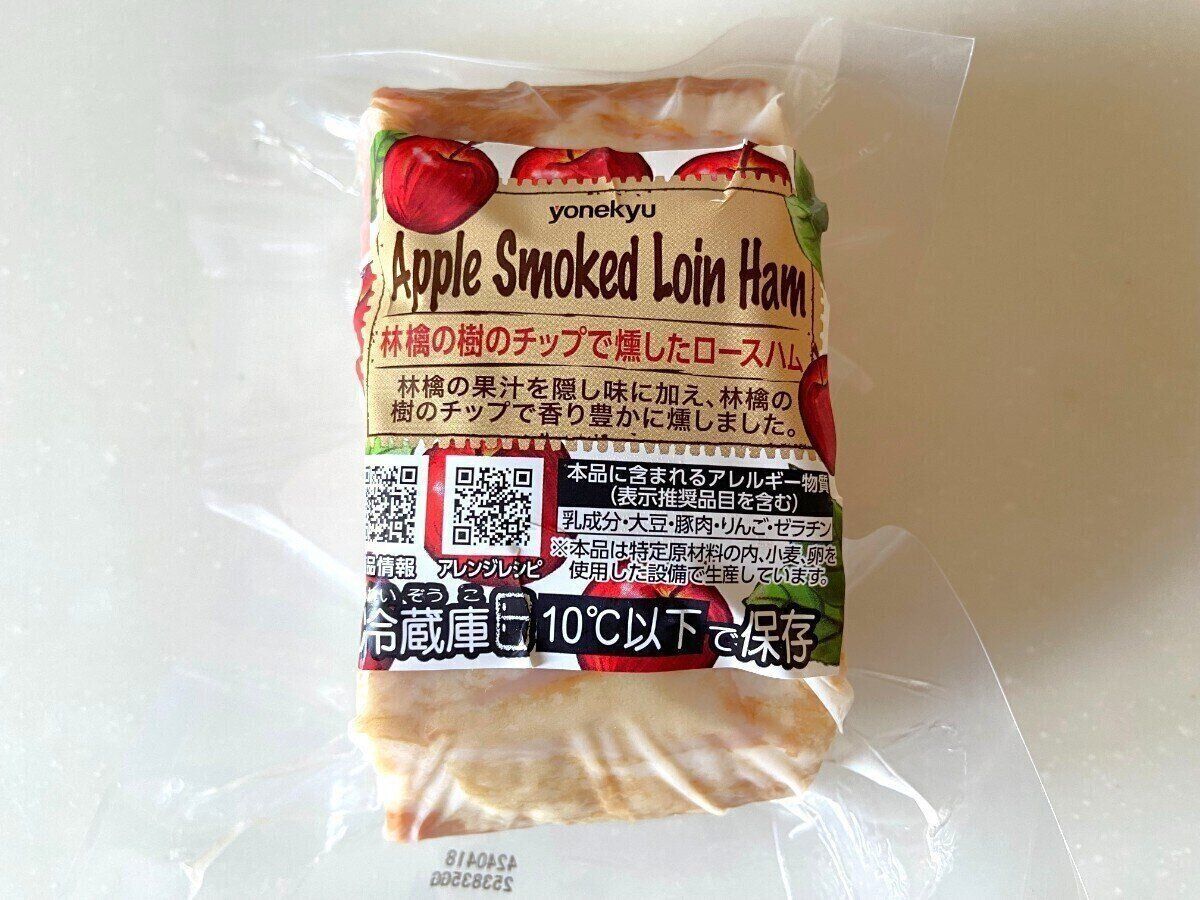 yonekyu
Apple Smoked Loin Ham
林檎の樹のチップで燻したロースハム
林檎の果汁を隠し味に加え、林檎の
樹のチップで香り豊かに燻しました。
本品に含まれるアレルギー物質
(表示推奨品目を含む)
乳成分・大豆・豚肉・りんご・ゼラチン
※本品は特定原材料の内、小麦、卵を
使用した設備で生産しています。
品情報
アレンジレシピ
いぞうこ
冷蔵庫 10℃以下で保存
4240418
253835GG